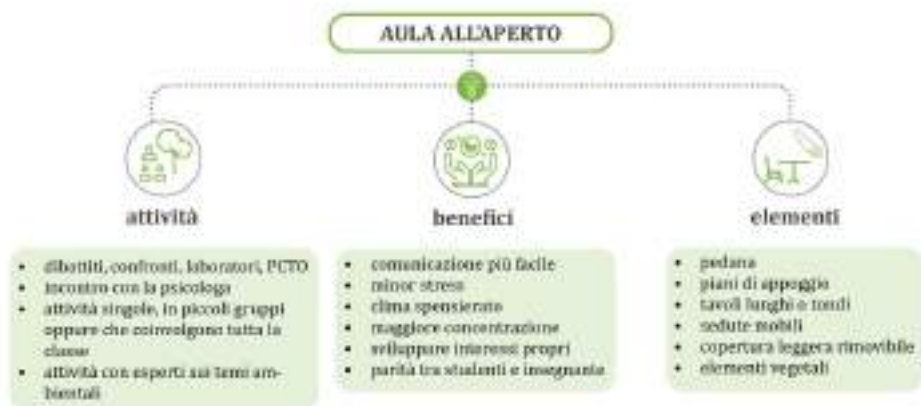 AULA ALL'APERTO
attività
dibattiti, confronti, laboratori, PCTO
incontro con la psicologa
attività singole, in piccoli gruppi
oppure che coinvolgono tutta la
classe
attività con esperti sui temi am-
bientali
benefici
comunicazione più facile
minor stress
clima spensierato
maggiore concentrazione
sviluppare interessi propri
parità tra studenti e insegnante
elementi
pedana
piani di appoggio
tavoli lunghi e tondi
sedute mobili
copertura leggera rimovibile
elementi vegetali